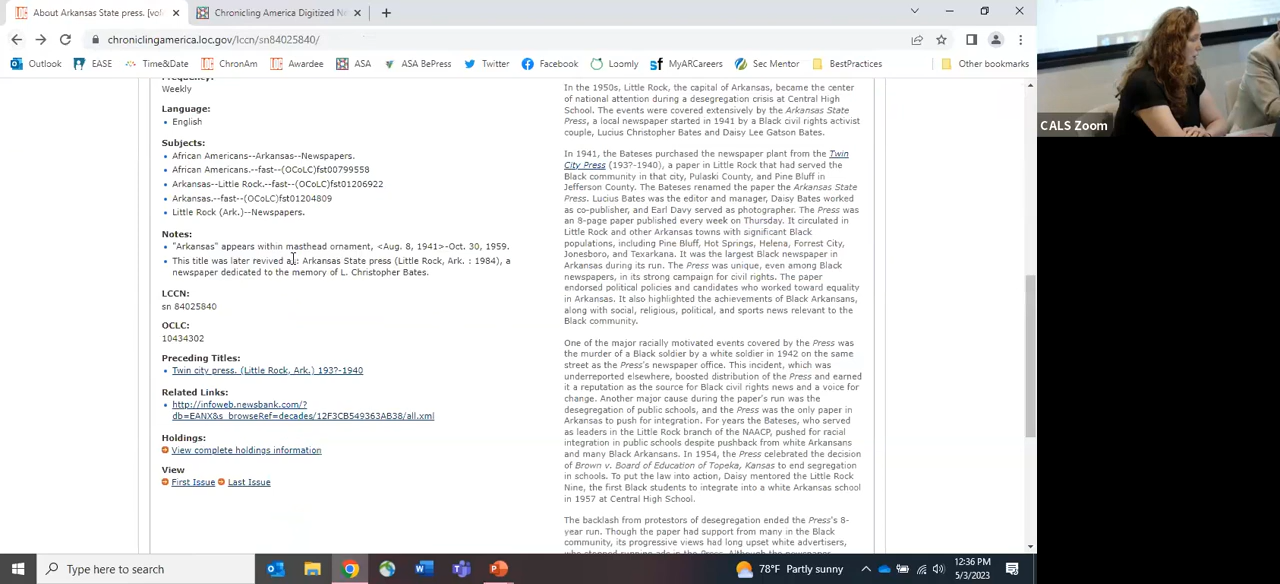 About Arkansas State press. [vol
Chronicling America Digitized Ne
chroniclingamerica.loc.gov/lccn/sn84025840/
Outlook EASE Time&Date ChronAm Awardee ASA ASA BePress Twitter Facebook Loomly MyARCareers Sec Mentor BestPractices Other bookmarks
Frequency:
Weekly
Language:
English
Subjects:
African Americans--Arkansas--Newspapers.
African Americans.--fast--(OCoLC)fst00799558
Arkansas--Little Rock.--fast--(OCoLC)fst01206922
Arkansas.--fast--(OCoLC)fst01204809
Little Rock (Ark.)--Newspapers.
Notes:
"Arkansas" appears within masthead ornament, <Aug. 8, 1941>-Oct. 30, 1959.
This title was later revived as: Arkansas State press (Little Rock, Ark. : 1984), a
newspaper dedicated to the memory of L. Christopher Bates.
LCCN:
sn 84025840
OCLC:
10434302
Preceding Titles:
Twin city press. (Little Rock, Ark.) 193?-1940
Related Links:
http://infoweb.newsbank.com/?
db=EANX&s_browseRef=decades/12F3CB549363AB38/all.xml
Holdings:
View complete holdings information
View
First Issue Last Issue
In the 1950s, Little Rock, the capital of Arkansas, became the center
of national attention during a desegregation crisis at Central High
School. The events were covered extensively by the Arkansas State
Press, a local newspaper started in 1941 by a Black civil rights activist
couple, Lucius Christopher Bates and Daisy Lee Gatson Bates.
In 1941, the Bateses purchased the newspaper plant from the Twin
City Press (193?-1940), a paper in Little Rock that had served the
Black community in that city, Pulaski County, and Pine Bluff in
Jefferson County. The Bateses renamed the paper the Arkansas State
Press. Lucius Bates was the editor and manager, Daisy Bates worked
as co-publisher, and Earl Davy served as photographer. The Press was
an 8-page paper published every week on Thursday. It circulated in
Little Rock and other Arkansas towns with significant Black
populations, including Pine Bluff, Hot Springs, Helena, Forrest City,
Jonesboro, and Texarkana. It was the largest Black newspaper in
Arkansas during its run. The Press was unique, even among Black
newspapers, in its strong campaign for civil rights. The paper
endorsed political policies and candidates who worked toward equality
in Arkansas. It also highlighted the achievements of Black Arkansans,
along with social, religious, political, and sports news relevant to the
Black community.
One of the major racially motivated events covered by the Press was
the murder of a Black soldier by a white soldier in 1942 on the same
street as the Press's newspaper office. This incident, which was
underreported elsewhere, boosted distribution of the Press and earned
it a reputation as the source for Black civil rights news and a voice for
change. Another major cause during the paper's run was the
desegregation of public schools, and the Press was the only paper in
Arkansas to push for integration. For years the Bateses, who served
as leaders in the Little Rock branch of the NAACP, pushed for racial
integration in public schools despite pushback from white Arkansans
and many Black Arkansans. In 1954, the Press celebrated the decision
of Brown v. Board of Education of Topeka, Kansas to end segregation
in schools. To put the law into action, Daisy mentored the Little Rock
Nine, the first Black students to integrate into a white Arkansas school
in 1957 at Central High School.
The backlash from protestors of desegregation ended the Press's 8-
year run. Though the paper had support from many in the Black
community, its progressive views had long upset white advertisers,
who stopped running ads in the Press. Although the newspaper
CALS Zoom
Type here to search
78°F Partly sunny
12:36 PM
5/3/2023